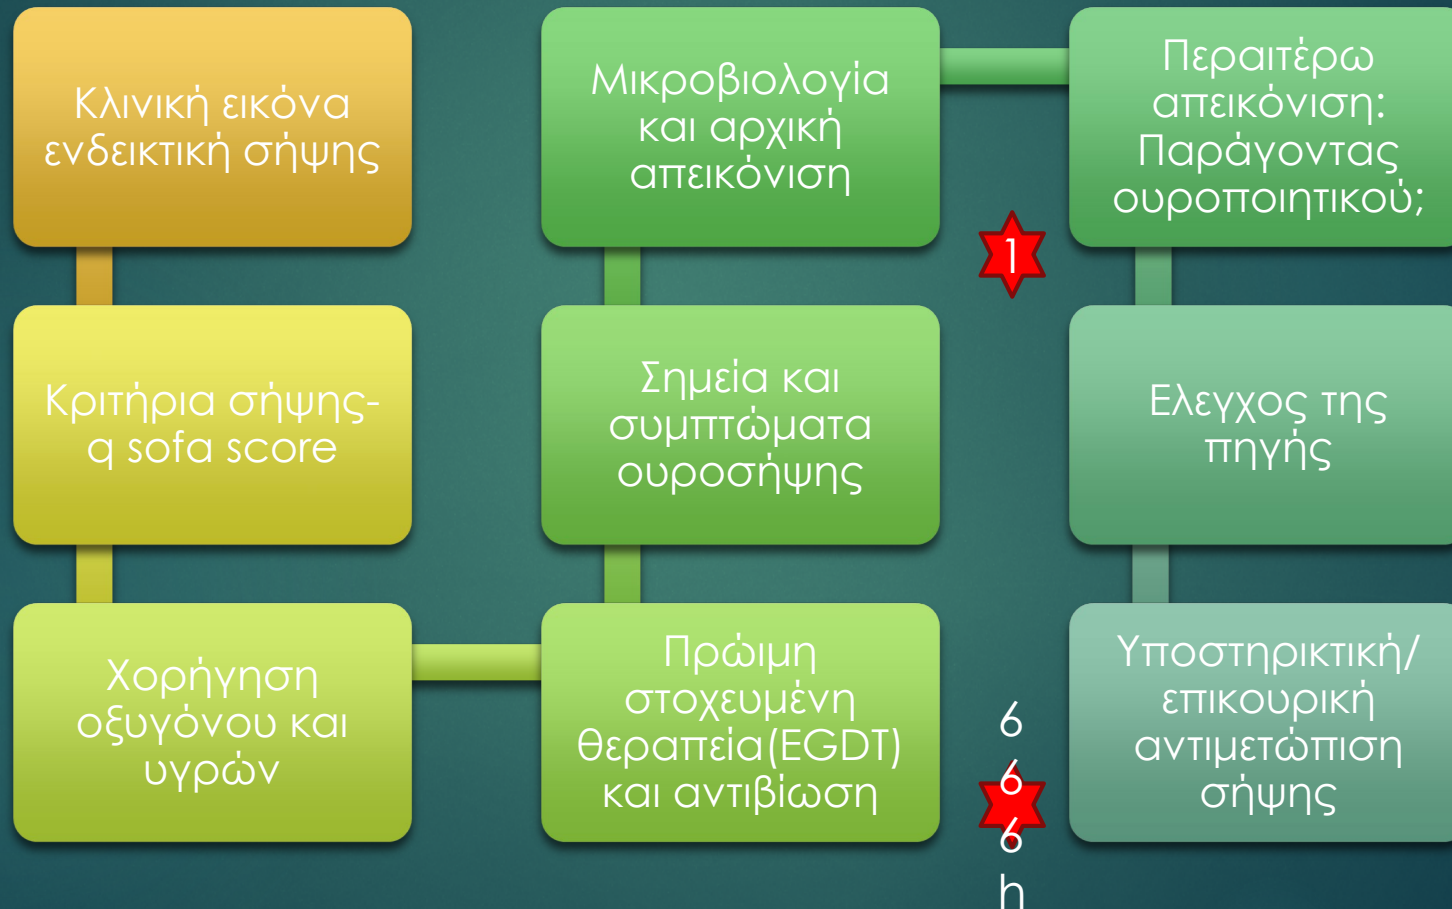 Κλινική εικόνα
ενδεικτική σήψης
Κριτήρια σήψης-
q sofa score
Χορήγηση
οξυγόνου και
υγρών
Πρώιμη
στοχευμένη
θεραπεία(EGDT)
και αντιβίωση
Σημεία και
συμπτώματα
ουροσήψης
Μικροβιολογία
και αρχική
απεικόνιση
Περαιτέρω
απεικόνιση:
Παράγοντας
ουροποιητικού;
Ελεγχος της
πηγής
Υποστηρικτική/
επικουρική
αντιμετώπιση
σήψης
1
6
6
6
h